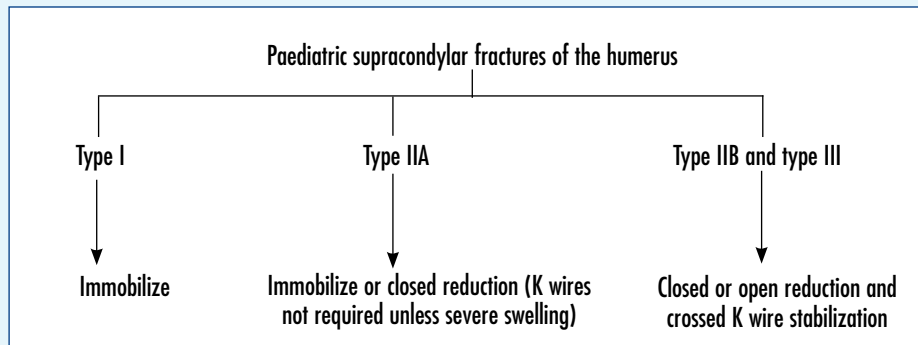 Paediatric supracondylar fractures of the humerus
Type I
Type IIA
Type IIB and type III
Immobilize
Immobilize or closed reduction (K wires
not required unless severe swelling)
Closed or open reduction and
crossed K wire stabilization